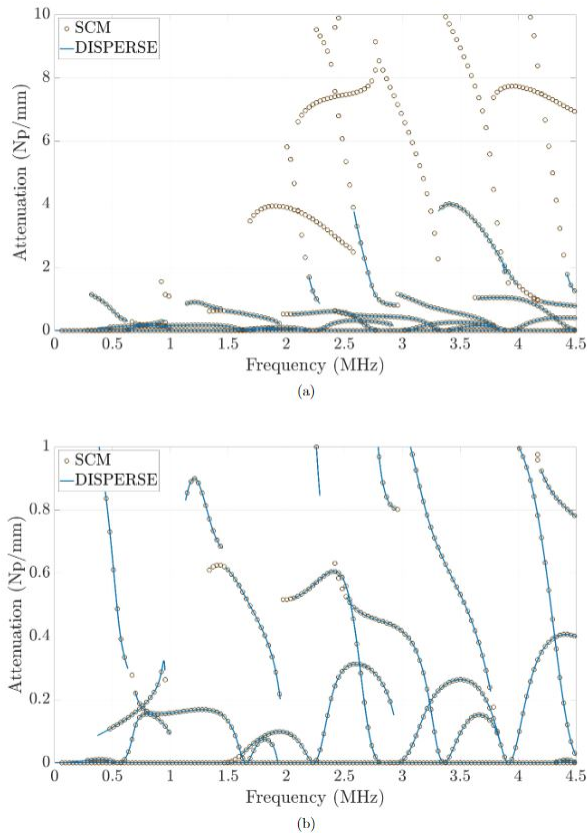 10
SCM
DISPERSE
8
6
4
2
0
Attenuation (Np/mm)
0 0.5 1 1.5 2 2.5 3 3.5 4 4.5
Frequency (MHz)
(a)
1
SCM
DISPERSE
0.8
0.6
0.4
0.2
0
Attenuation (Np/mm)
0 0.5 1 1.5 2 2.5 3 3.5 4 4.5
Frequency (MHz)
(b)